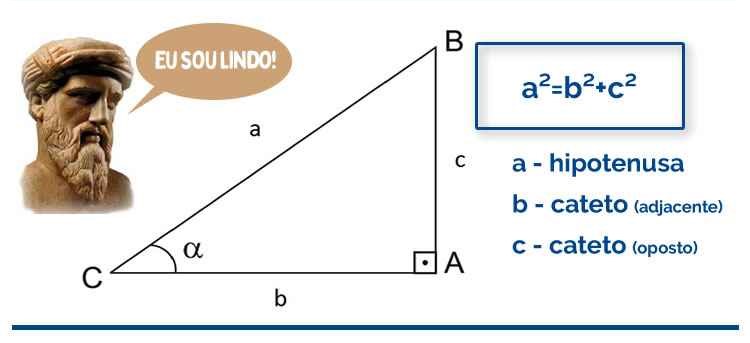 EU SOU LINDO!
B
a²=b²+c²
a
c
a - hipotenusa
b - cateto (adjacente)
c - cateto (oposto)
α
C
A
b